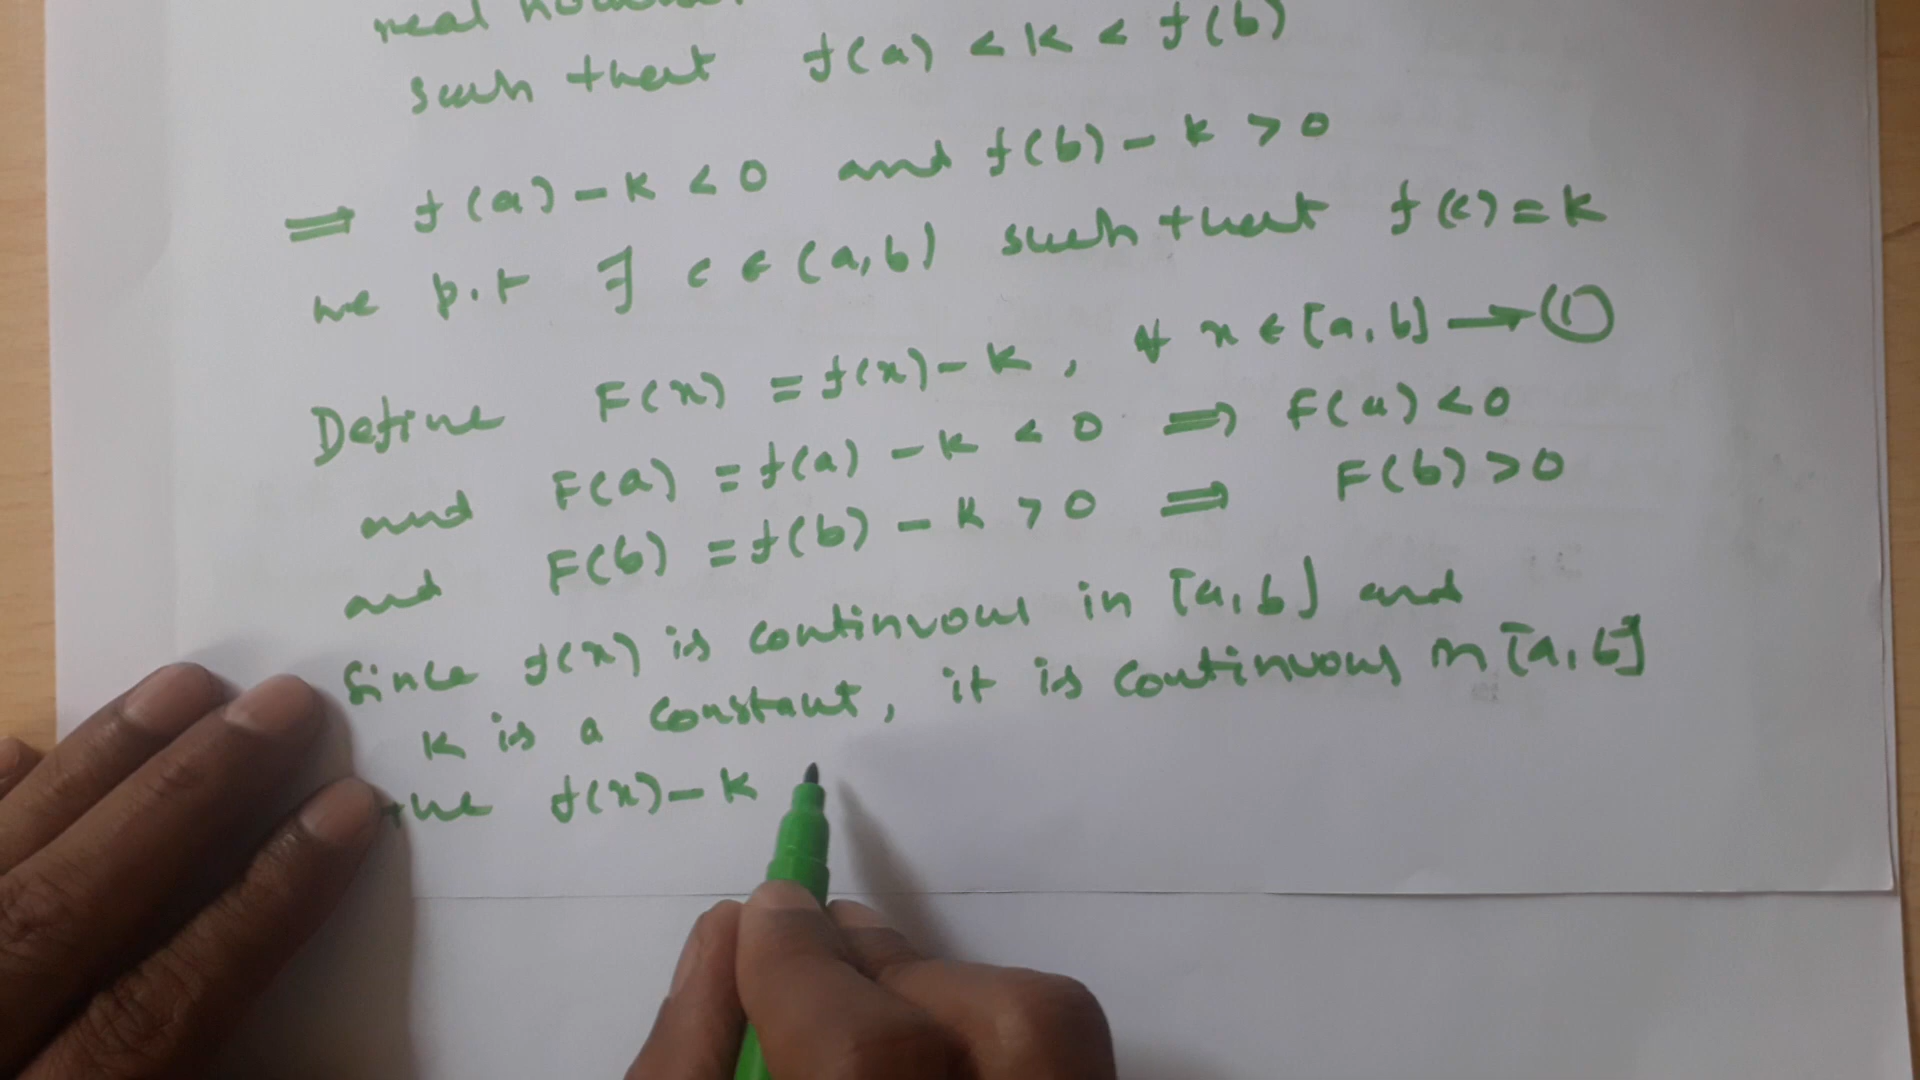 real
such that f(a) < K < f(b)
⟹ f(a) - K < 0 and f(b) - k > 0
we p.t ∃ c ∈ (a,b) such that f(c) = K
Define F(x) = f(x) - K, ∀ x ∈ [a, b] → ①
and F(a) = f(a) - K < 0 ⟹ F(a) < 0
and F(b) = f(b) - K > 0 ⟹ F(b) > 0
Since f(x) is continuous in [a, b] and
K is a constant, it is continuous in [a, b]
the f(x) - K